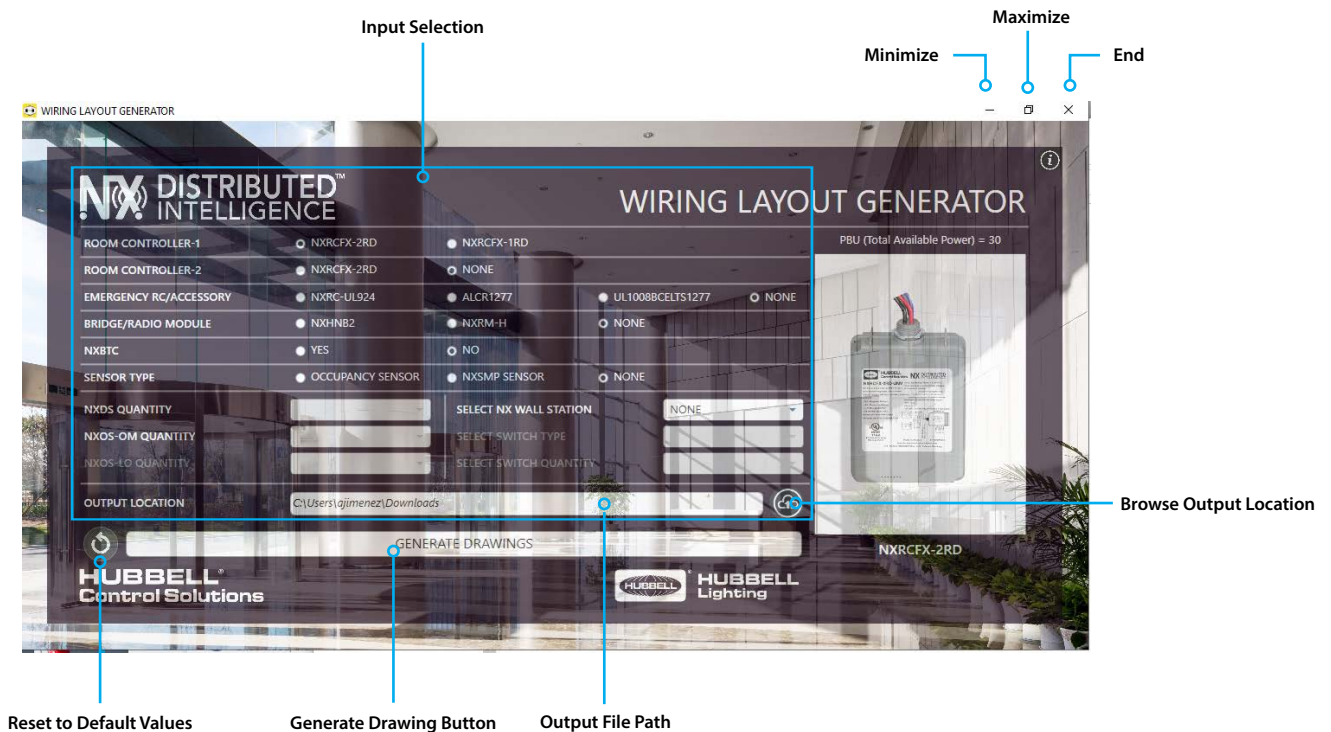 Input Selection
Maximize
Minimize
End
WIRING LAYOUT GENERATOR
NX DISTRIBUTED™
INTELLIGENCE
WIRING LAYOUT GENERATOR
PBU (Total Available Power) = 30
ROOM CONTROLLER-1 NXRCFX-2RD NXRCFX-1RD
ROOM CONTROLLER-2 NXRCFX-2RD NONE
EMERGENCY RC/ACCESSORY NXRC-UL924 ALCR1277 UL1008BCELTS1277 NONE
BRIDGE/RADIO MODULE NXHNB2 NXRM-H NONE
NXBTC YES NO
SENSOR TYPE OCCUPANCY SENSOR NXSMP SENSOR NONE
NXDS QUANTITY SELECT NX WALL STATION NONE
NXOS-OM QUANTITY SELECT SWITCH TYPE
NXOS-LO QUANTITY SELECT SWITCH QUANTITY
OUTPUT LOCATION C:\Users\ajimenez\Downloads
Browse Output Location
GENERATE DRAWINGS
NXRCFX-2RD
HUBBELL®
Control Solutions
HUBBELL® HUBBELL
Lighting
Reset to Default Values
Generate Drawing Button
Output File Path